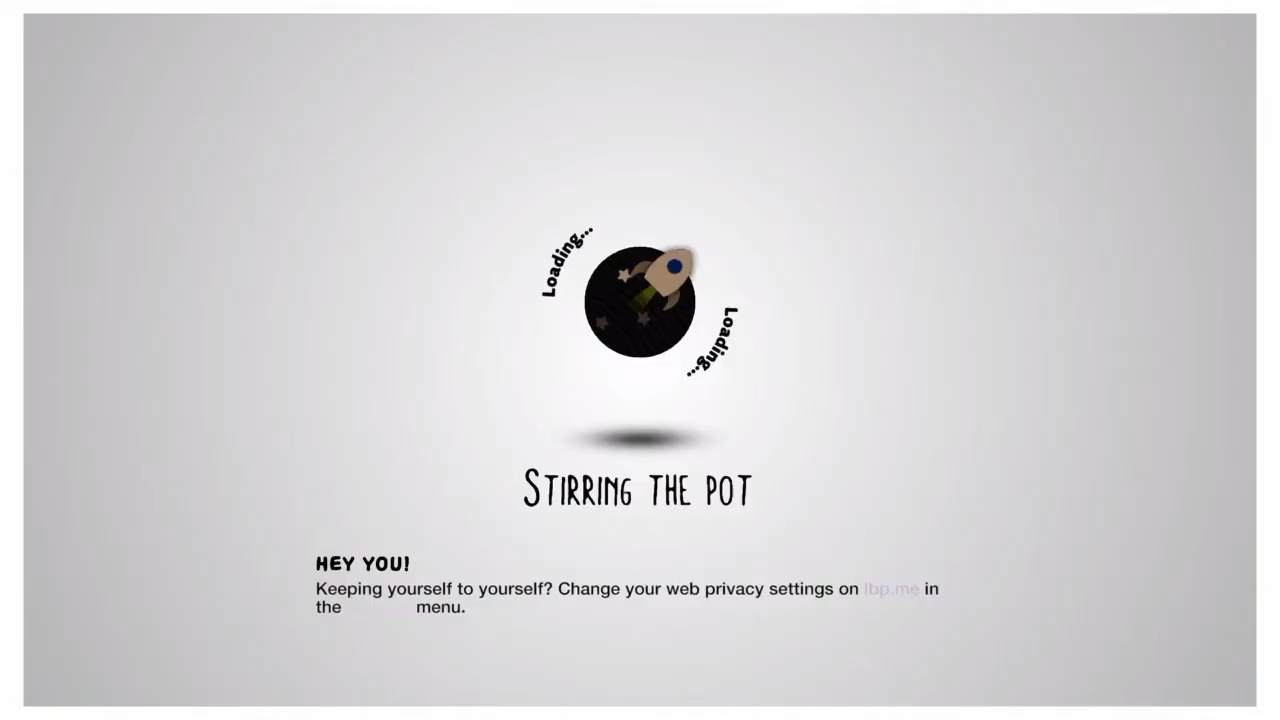 Loading...
Loading...
STIRRING THE POT
HEY YOU!
Keeping yourself to yourself? Change your web privacy settings on lbp.me in
the menu.